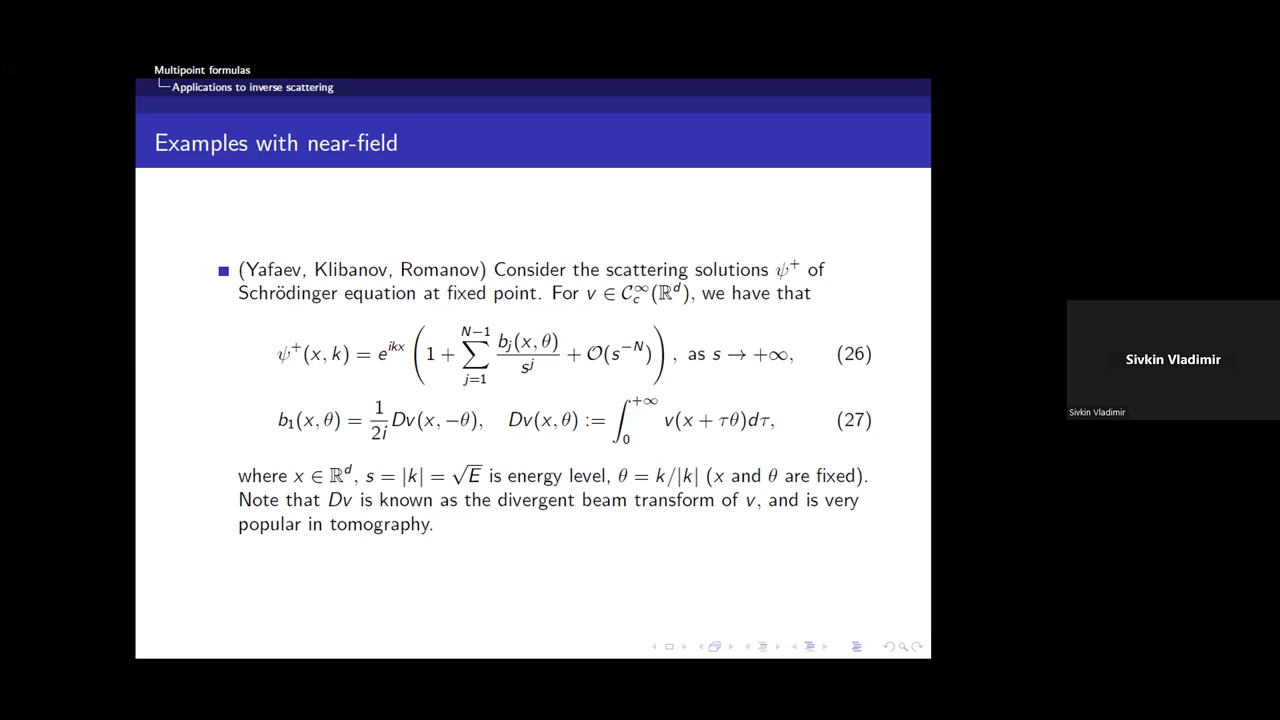 Multipoint formulas
Applications to inverse scattering
Examples with near-field
(Yafaev, Klibanov, Romanov) Consider the scattering solutions ψ⁺ of
Schrödinger equation at fixed point. For v ∈ C_c^∞(ℝ^d), we have that
ψ⁺(x, k) = e^{ikx} (1 + ∑_{j=1}^{N−1} b_j(x, θ)/s^j + O(s^{−N})), as s → +∞, (26)
b₁(x, θ) = 1/2i Dv(x, −θ), Dv(x, θ) := ∫_0^{+∞} v(x + τθ)dτ, (27)
where x ∈ ℝ^d, s = |k| = √E is energy level, θ = k/|k| (x and θ are fixed).
Note that Dv is known as the divergent beam transform of v, and is very
popular in tomography.
Sivkin Vladimir
Sivkin Vladimir